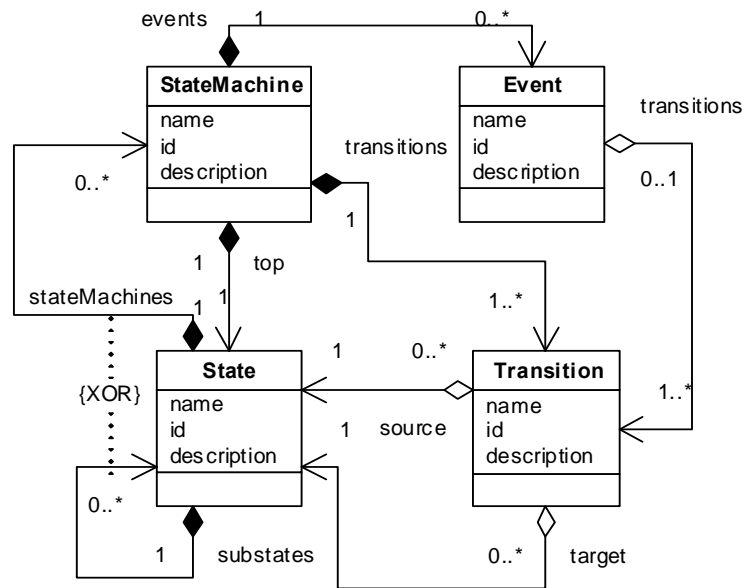 events 1 0..*
StateMachine
name
id
description
Event
name
id
description
transitions
transitions
0..*
0..1
1
1 top
1
stateMachines
1
1..*
{XOR}
State
name
id
description
1
0..*
Transition
name
id
description
1..*
1
source
0..*
1 substates
0..* target